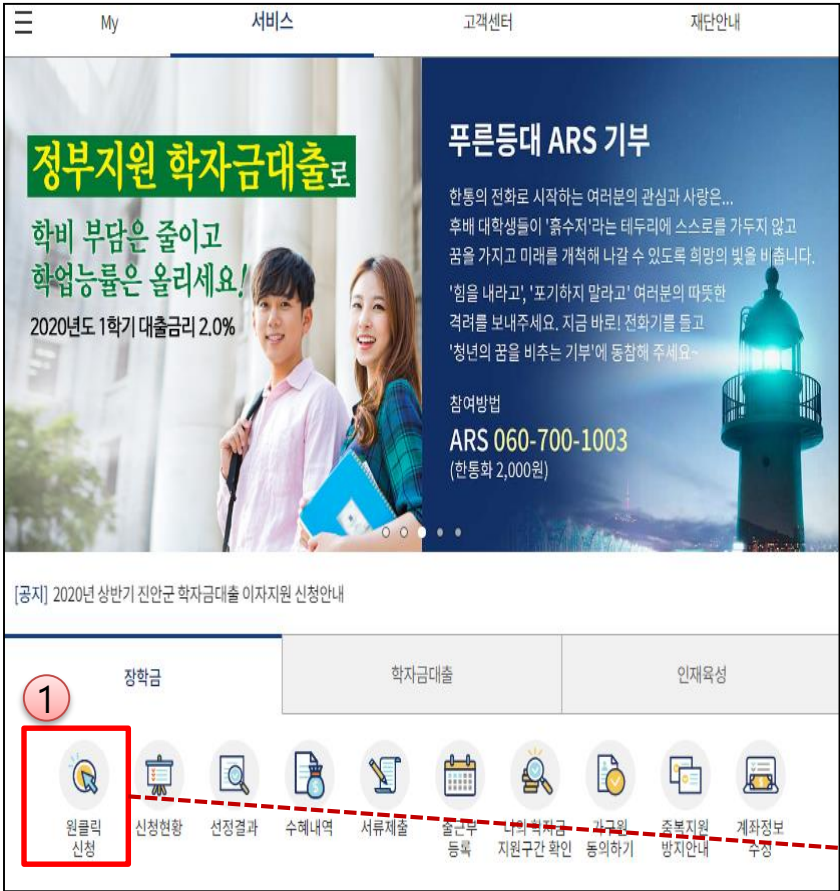 My 서비스 고객센터 재단안내
정부지원 학자금대출로
학비 부담은 줄이고
학업능률은 올리세요!
2020년도 1학기 대출금리 2.0%
푸른등대 ARS 기부
한통의 전화로 시작하는 여러분의 관심과 사랑은...
후배 대학생들이 '흙수저'라는 테두리에 스스로를 가두지 않고
꿈을 가지고 미래를 개척해 나갈 수 있도록 희망의 빛을 비춥니다.
'힘을 내라고', '포기하지 말라고' 여러분의 따뜻한
격려를 보내주세요. 지금 바로! 전화기를 들고
'청년의 꿈을 비추는 기부'에 동참해 주세요~
참여방법
ARS 060-700-1003
(한통화 2,000원)
[공지] 2020년 상반기 진안군 학자금대출 이자지원 신청안내
장학금 학자금대출 인재육성
1
원클릭
신청
신청현황
선정결과
수혜내역
서류제출
출근부
등록
나의 학자금
지원구간 확인
가구원
동의하기
중복지원
방지안내
계좌정보
수정